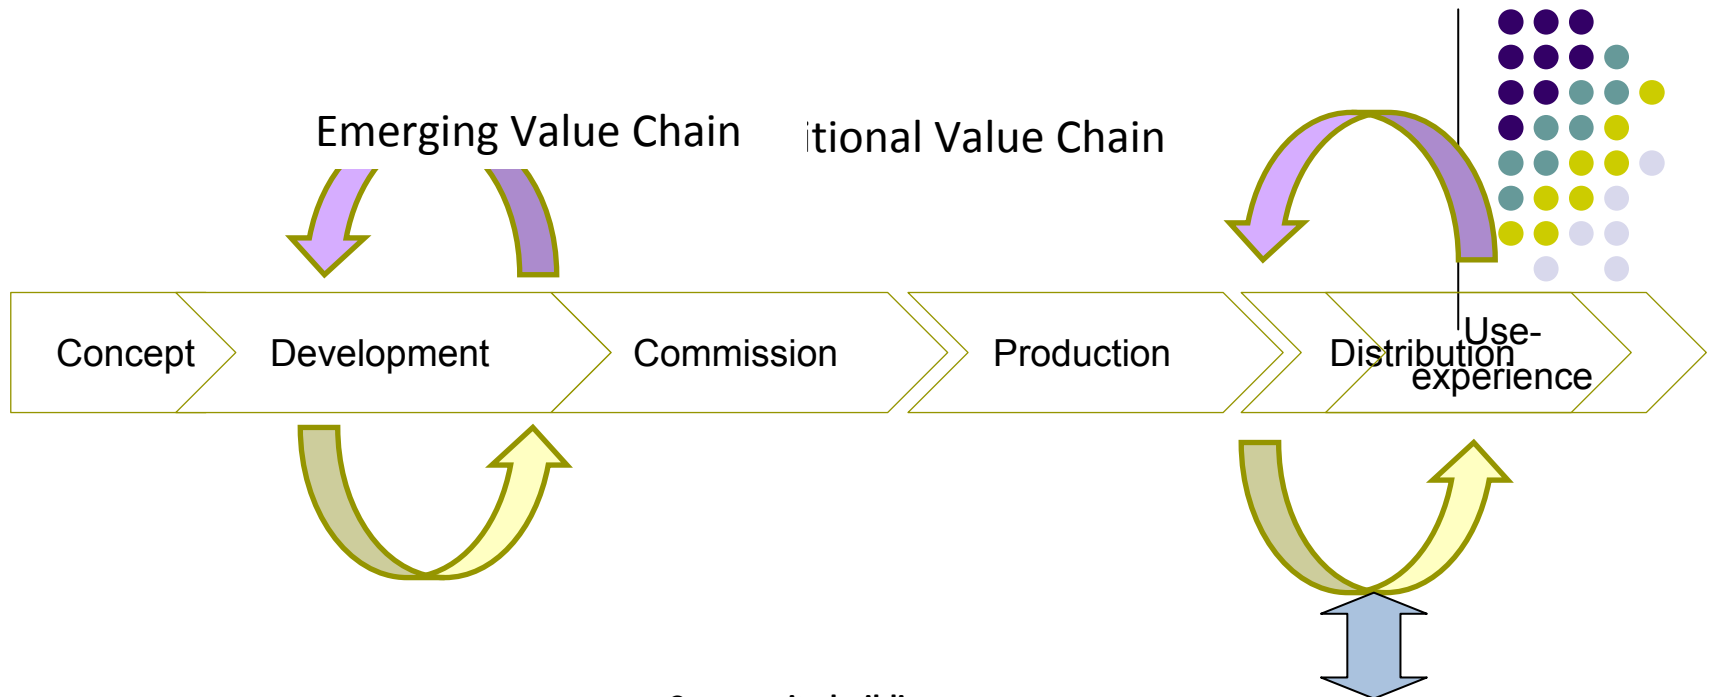 Emerging Value Chain
itional Value Chain
Concept
Development
Commission
Production
Distribution
Use-
experience